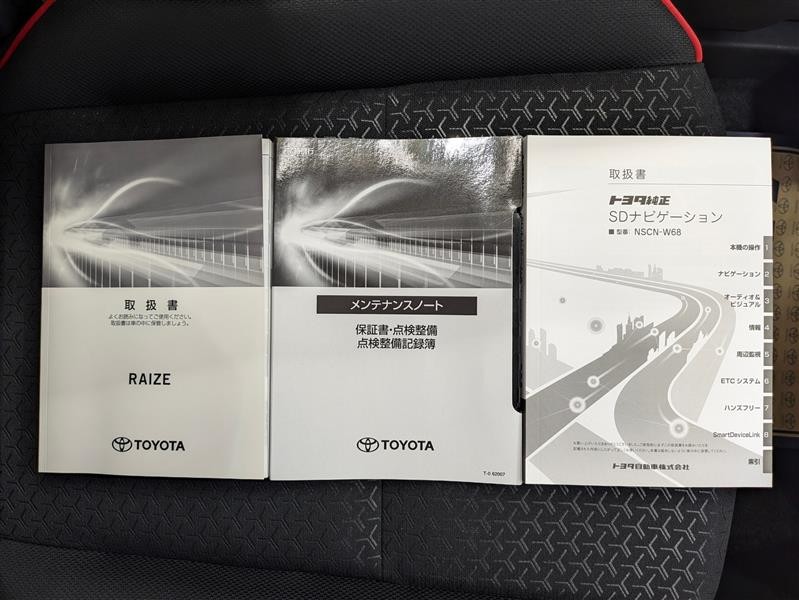 取扱書
よくお読みになってご使用ください。
取扱書は車の中に保管しましょう。
RAIZE
TOYOTA
メンテナンスノート
保証書・点検整備
点検整備記録簿
TOYOTA
T-0 62007
取扱書
トヨタ純正
SDナビゲーション
■ 型番: NSCN-W68
本機の操作 1
ナビゲーション 2
オーディオ&
ビジュアル 3
情報 4
周辺監視 5
ETCシステム 6
ハンズフリー 7
SmartDeviceLink 8
索引
トヨタ自動車株式会社